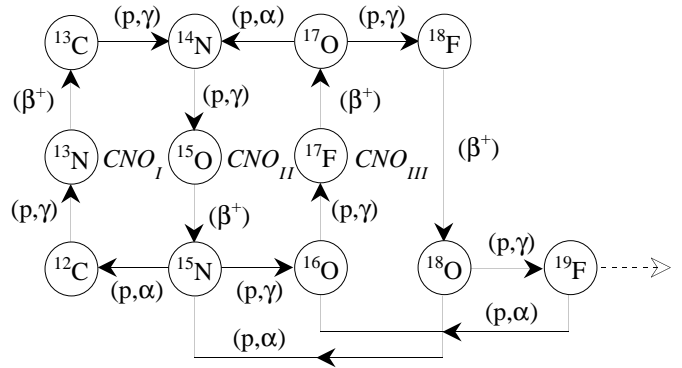 (p,γ) (p,α) (p,γ)
¹³C ¹⁴N ¹⁷O ¹⁸F
(β⁺) (p,γ) (β⁺)
¹³N CNO_I ¹⁵O CNO_II ¹⁷F CNO_III (β⁺)
(p,γ) (β⁺) (p,γ)
¹²C ¹⁵N ¹⁶O ¹⁸O (p,γ) ¹⁹F
(p,α) (p,γ) (p,α)
(p,α)